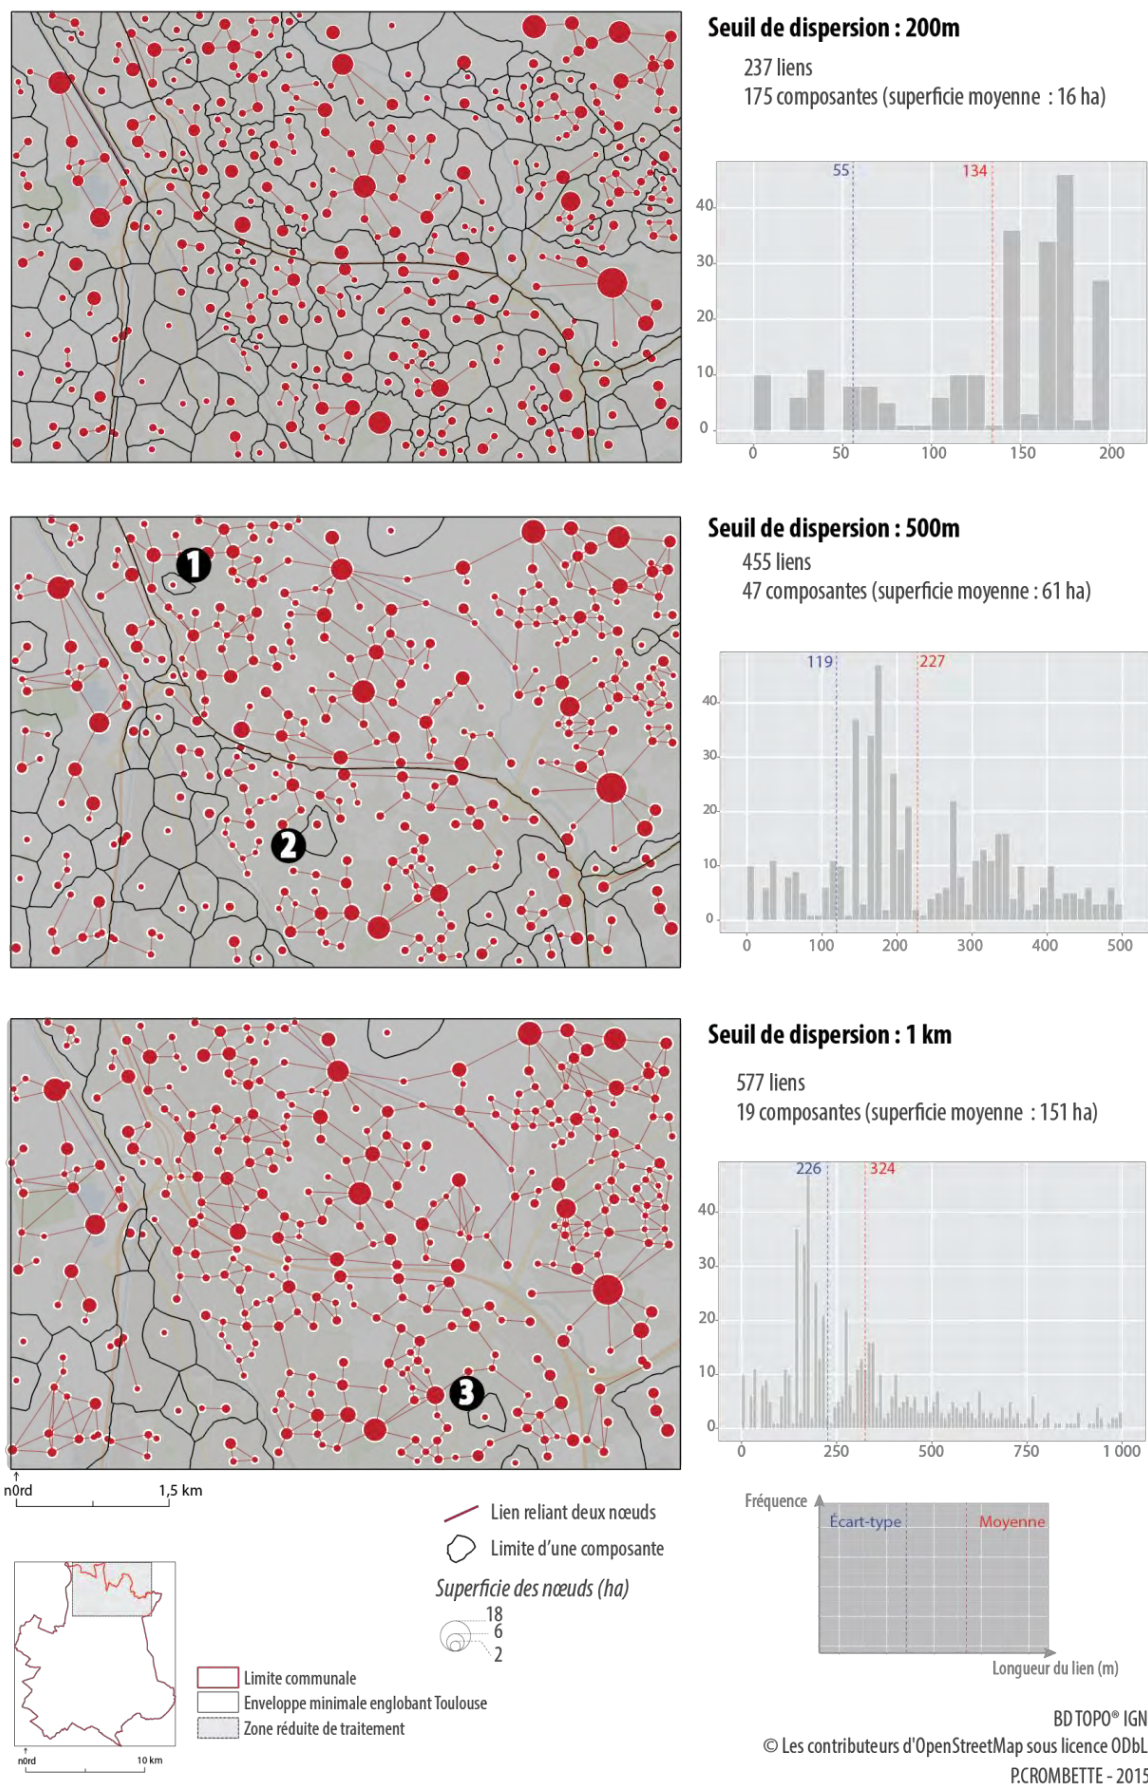 Seuil de dispersion : 200m
237 liens
175 composantes (superficie moyenne : 16 ha)
55
134
40
30
20
10
0
0 50 100 150 200
1
2
Seuil de dispersion : 500m
455 liens
47 composantes (superficie moyenne : 61 ha)
119
227
40
30
20
10
0
0 100 200 300 400 500
3
Seuil de dispersion : 1 km
577 liens
19 composantes (superficie moyenne : 151 ha)
226
324
40
30
20
10
0
0 250 500 750 1 000
n0rd
1,5 km
Lien reliant deux nœuds
Limite d'une composante
Superficie des nœuds (ha)
18
6
2
Fréquence
Écart-type
Moyenne
Longueur du lien (m)
Limite communale
Enveloppe minimale englobant Toulouse
Zone réduite de traitement
n0rd
10 km
BD TOPO® IGN
© Les contributeurs d'OpenStreetMap sous licence ODbL
P.CROMBETTE - 2015